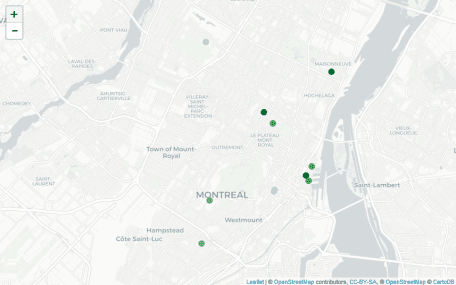 +
PONT-VIAU
−
LAVAL-DES-
RAPIDES
MAISONNEUVE
AHUNTSIC
CARTIERVILLE
HOCHELAGA
CHOMEDEY
VILLERAY-
SAINT
MICHEL-
PARC
EXTENSION
VIEUX-
LONGUEUIL
LE PLATEAU
MONT-
ROYAL
OUTREMONT
Town of Mount-
Royal
SAINT-
LAURENT
Saint-Lambert
MONTREAL
Westmount
Hampstead
Côte Saint-Luc
Leaflet | © OpenStreetMap contributors, CC-BY-SA, © OpenStreetMap © CartoDB